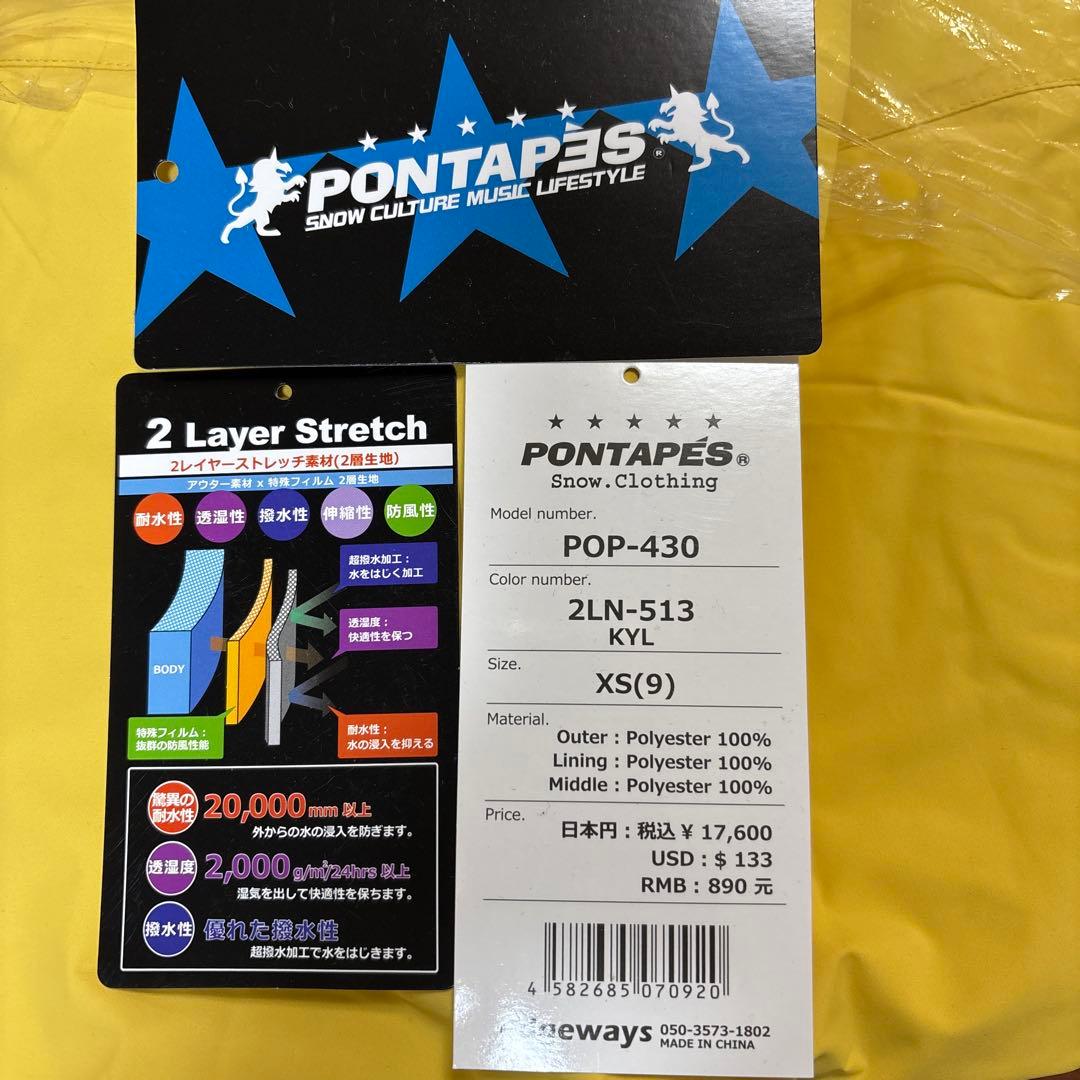 PONTAPÉS®
SNOW CULTURE MUSIC LIFESTYLE
2 Layer Stretch
2レイヤーストレッチ素材(2層生地)
アウター素材 x 特殊フィルム 2層生地
耐水性 透湿性 撥水性 伸縮性 防風性
超撥水加工：
水をはじく加工
透湿度：
快適性を保つ
BODY
特殊フィルム：
抜群の防風性能
耐水性：
水の浸入を抑える
驚異の
耐水性
20,000mm 以上
外からの水の浸入を防ぎます。
透湿度
2,000g/㎡/24hrs 以上
湿気を出して快適性を保ちます。
撥水性
優れた撥水性
超撥水加工で水をはじきます。
PONTAPÉS®
Snow.Clothing
Model number.
POP-430
Color number.
2LN-513
KYL
Size.
XS(9)
Material.
Outer : Polyester 100%
Lining : Polyester 100%
Middle : Polyester 100%
Price.
日本円：税込 ¥ 17,600
USD : $ 133
RMB : 890 元
4 582685 070920
050-3573-1802
MADE IN CHINA